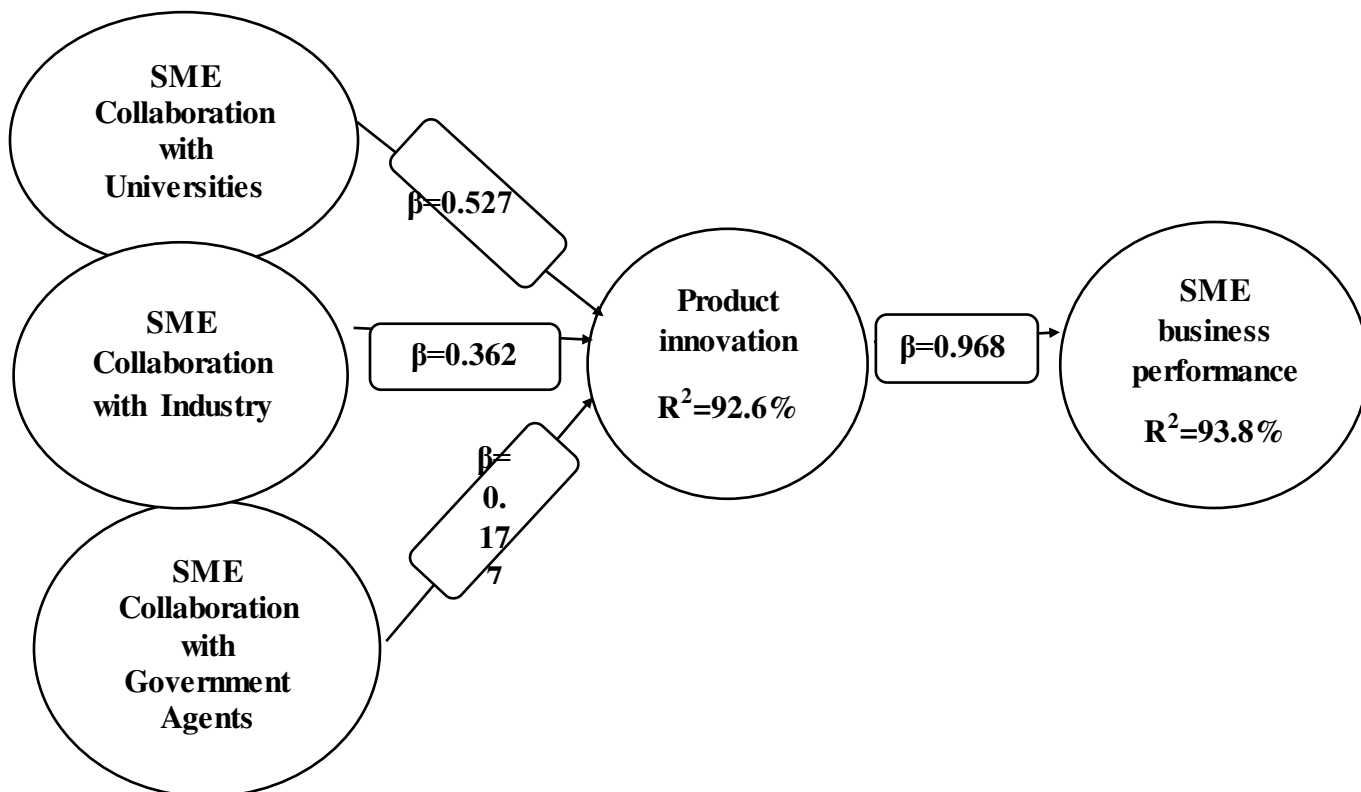 SME
Collaboration
with
Universities
β=0.527
SME
Collaboration
with Industry
β=0.362
β=
0.
17
7
SME
Collaboration
with
Government
Agents
Product
innovation
R²=92.6%
β=0.968
SME
business
performance
R²=93.8%